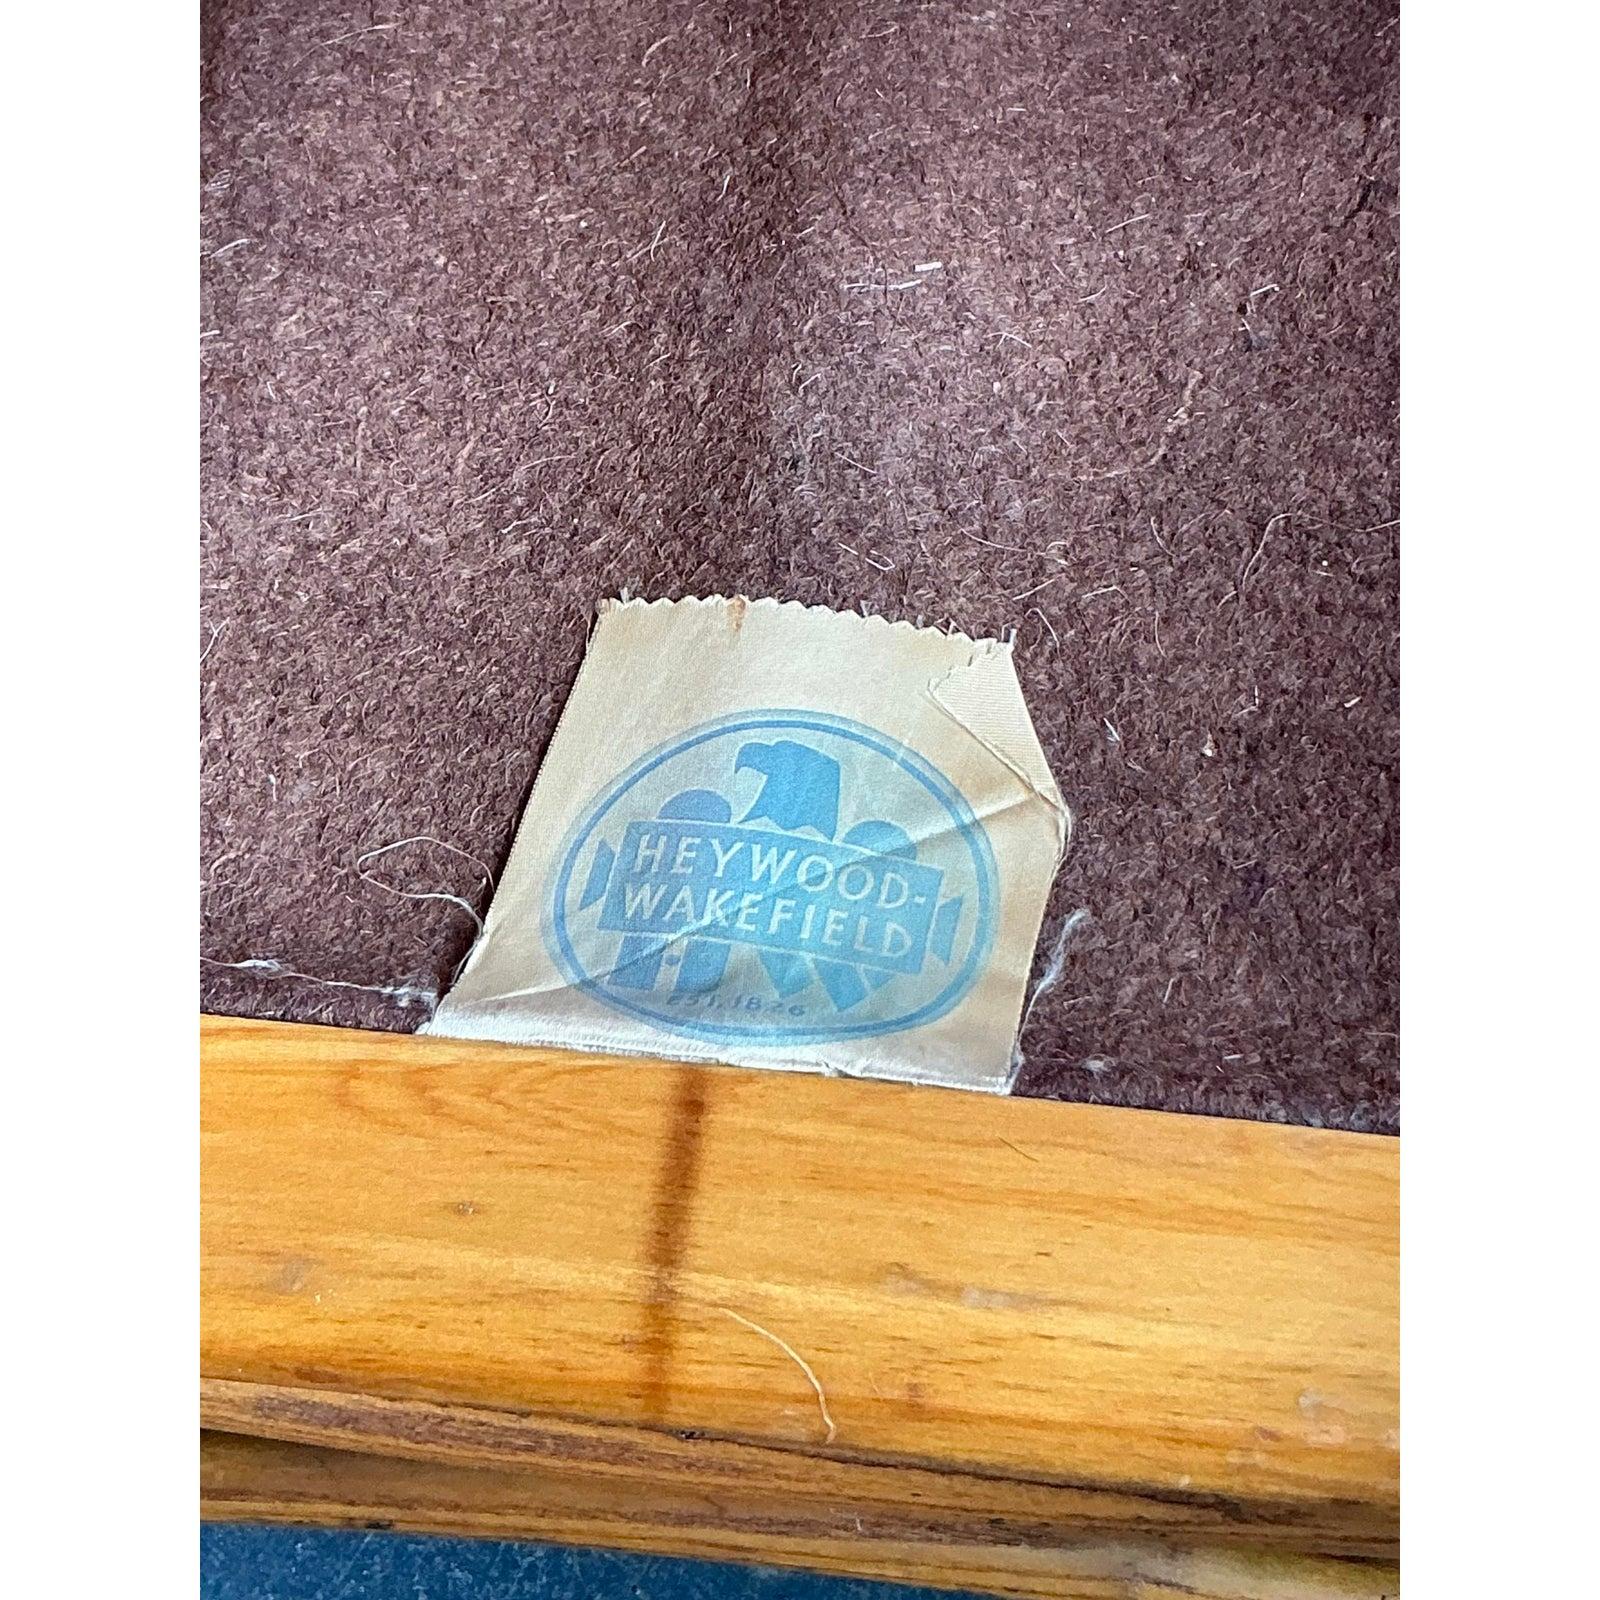 HEYWOOD-
WAKEFIELD
EST. 1826